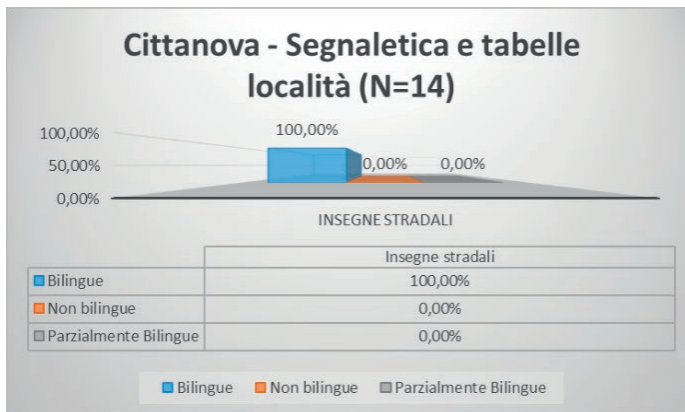 Cittanova - Segnaletica e tabelle
località (N=14)
100,00%
50,00%
0,00%
100,00%
0,00%
0,00%
INSEGNE STRADALI
Insegne stradali
Bilingue 100,00%
Non bilingue 0,00%
Parzialmente Bilingue 0,00%
Bilingue Non bilingue Parzialmente Bilingue